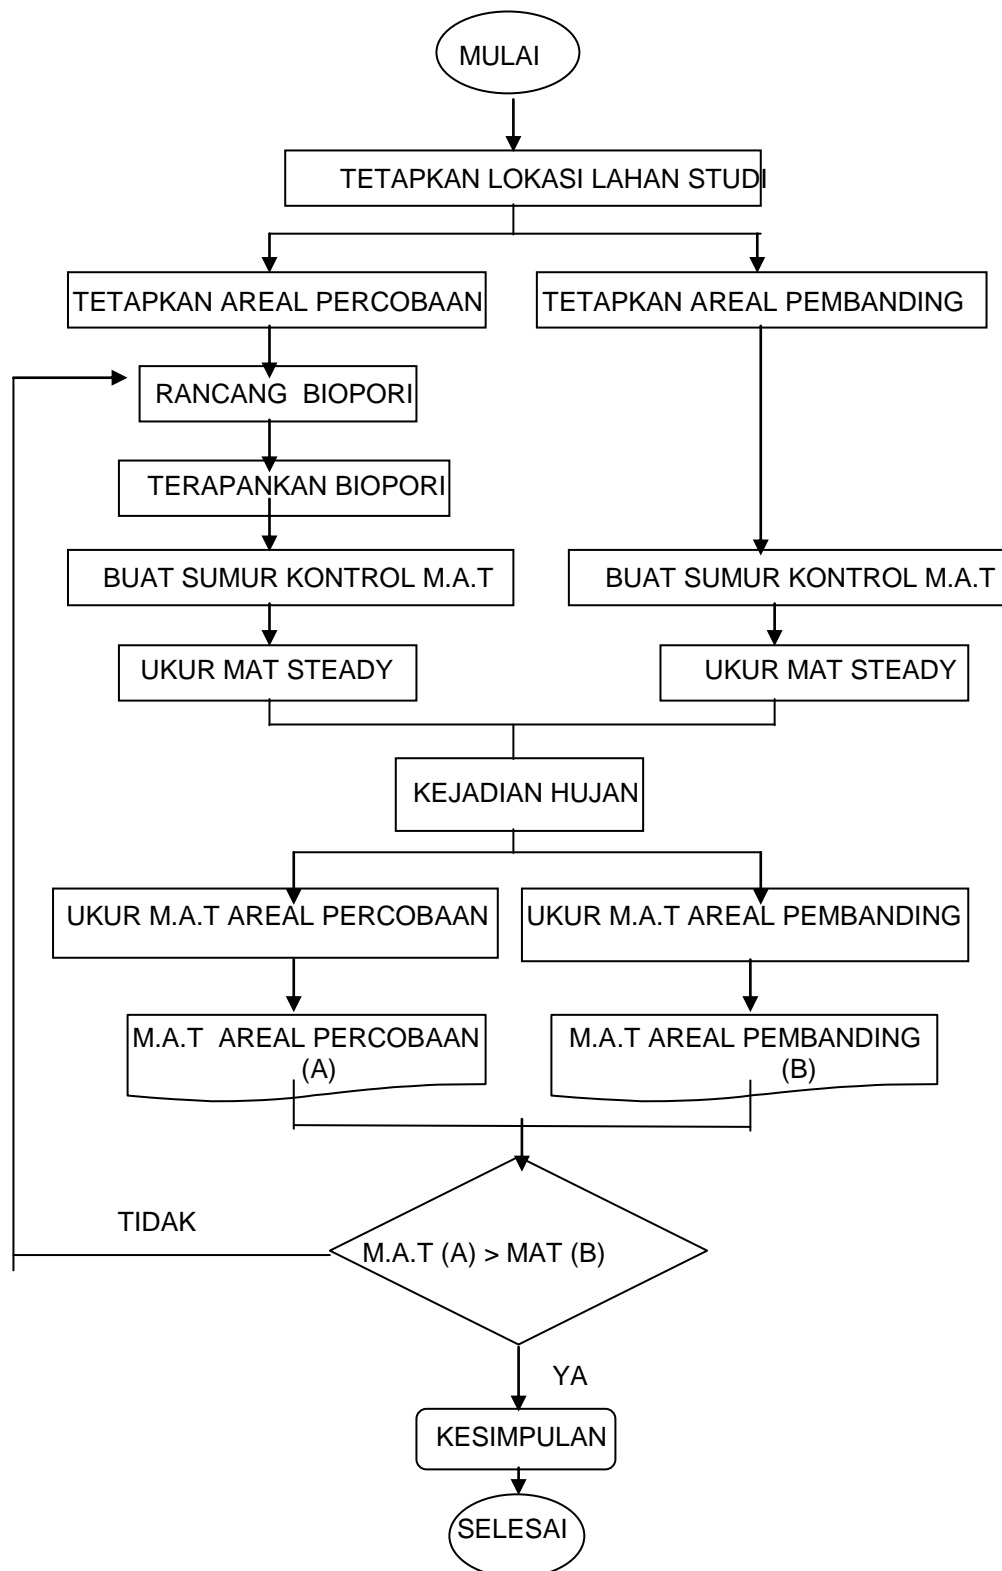 MULAI
TETAPKAN LOKASI LAHAN STUDI
TETAPKAN AREAL PERCOBAAN
TETAPKAN AREAL PEMBANDING
RANCANG BIOPORI
TERAPANKAN BIOPORI
BUAT SUMUR KONTROL M.A.T
BUAT SUMUR KONTROL M.A.T
UKUR MAT STEADY
UKUR MAT STEADY
KEJADIAN HUJAN
UKUR M.A.T AREAL PERCOBAAN
UKUR M.A.T AREAL PEMBANDING
M.A.T AREAL PERCOBAAN
(A)
M.A.T AREAL PEMBANDING
(B)
TIDAK
M.A.T (A) > MAT (B)
YA
KESIMPULAN
SELESAI